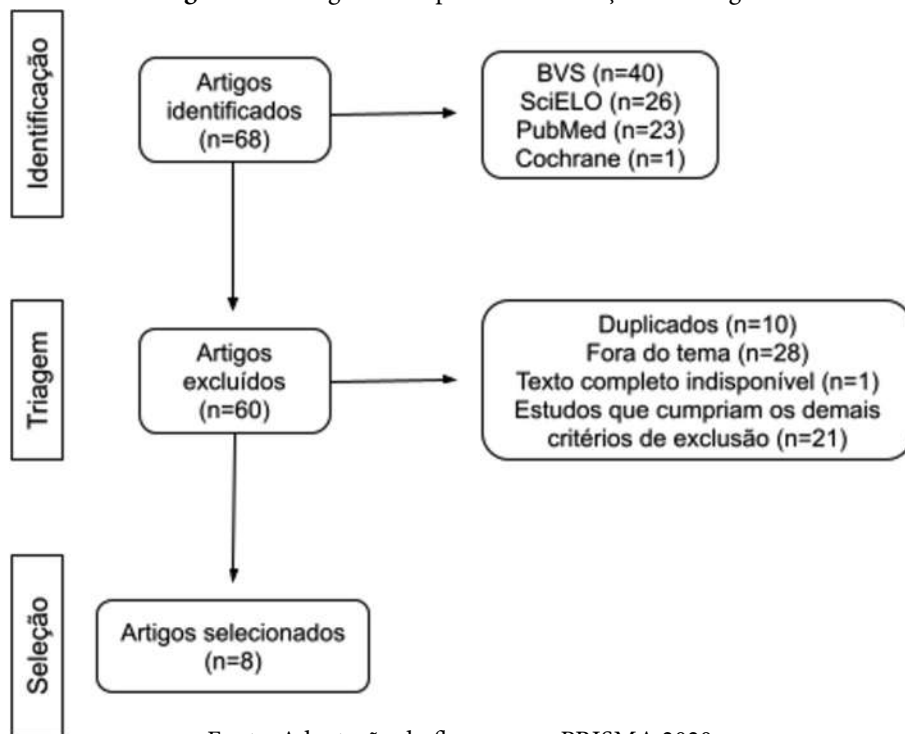 Identificação
Artigos
identificados
(n=68)
BVS (n=40)
SciELO (n=26)
PubMed (n=23)
Cochrane (n=1)
Triagem
Artigos
excluídos
(n=60)
Duplicados (n=10)
Fora do tema (n=28)
Texto completo indisponível (n=1)
Estudos que cumpriam os demais
critérios de exclusão (n=21)
Seleção
Artigos selecionados
(n=8)
PRISMA 2020